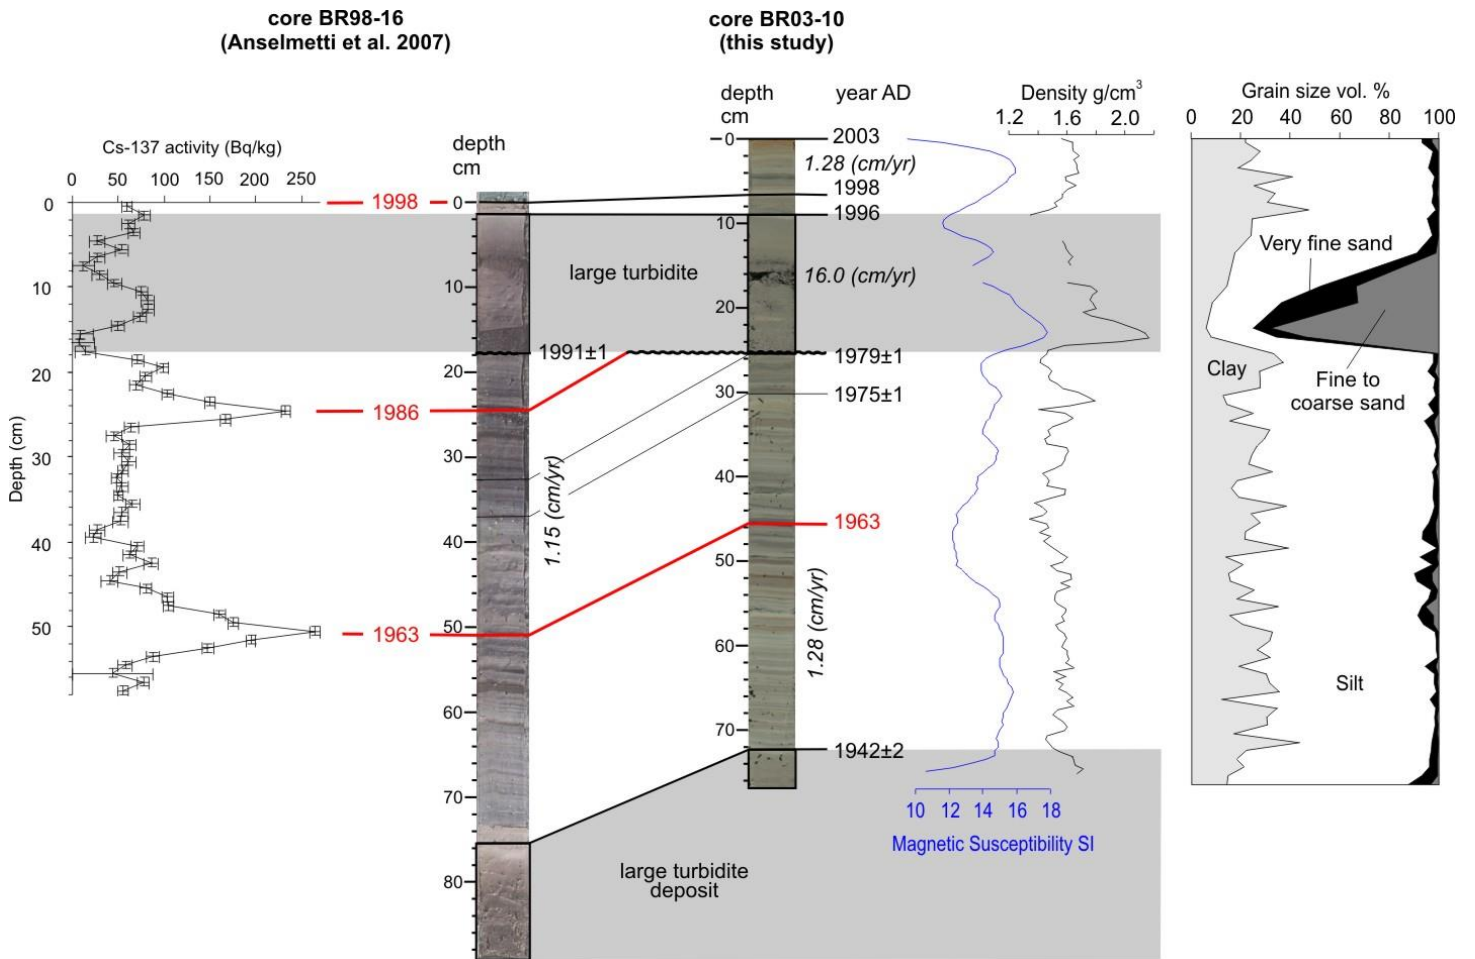 core BR98-16
(Anselmetti et al. 2007)
core BR03-10
(this study)
Cs-137 activity (Bq/kg)
0 50 100 150 200 250
Depth (cm)
0
10
20
30
40
50
1998
1986
1963
depth
cm
0
10
20
30
40
50
60
70
80
1991±1
1.15 (cm/yr)
large turbidite
large turbidite
deposit
depth
cm
0
10
20
30
40
50
60
70
year AD
2003
1.28 (cm/yr)
1998
1996
16.0 (cm/yr)
1979±1
1975±1
1963
1.28 (cm/yr)
1942±2
10 12 14 16 18
Magnetic Susceptibility SI
Density g/cm³
1.2 1.6 2.0
Grain size vol. %
0 20 40 60 80 100
Very fine sand
Clay
Fine to
coarse sand
Silt